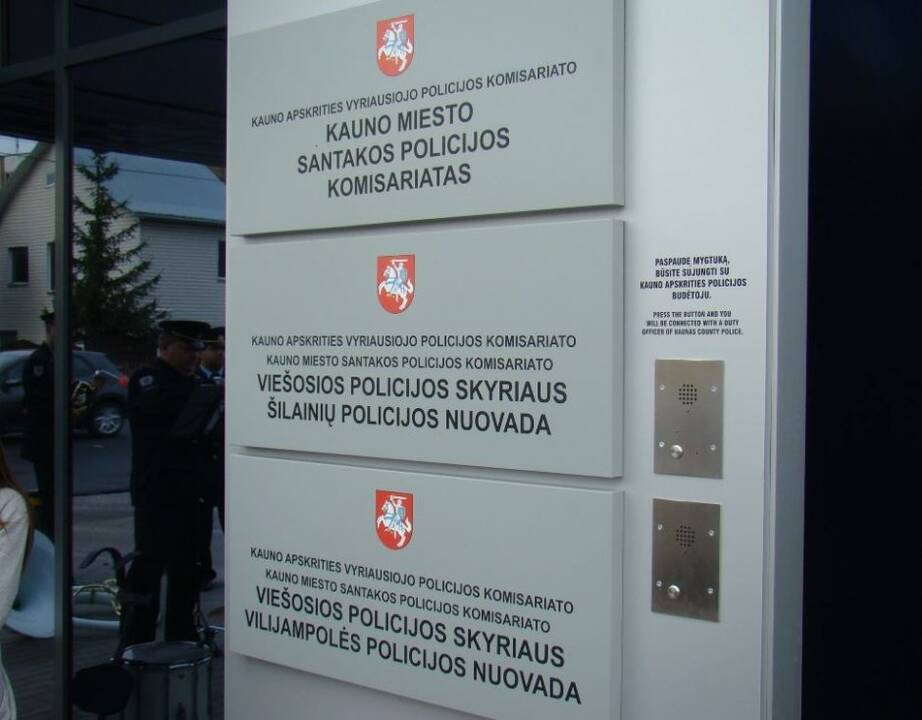 KAUNO APSKRITIES VYRIAUSIOJO POLICIJOS KOMISARIATO
KAUNO MIESTO
SANTAKOS POLICIJOS
KOMISARIATAS
KAUNO APSKRITIES VYRIAUSIOJO POLICIJOS KOMISARIATO
KAUNO MIESTO SANTAKOS POLICIJOS KOMISARIATO
VIEŠOSIOS POLICIJOS SKYRIAUS
ŠILAINIŲ POLICIJOS NUOVADA
KAUNO APSKRITIES VYRIAUSIOJO POLICIJOS KOMISARIATO
KAUNO MIESTO SANTAKOS POLICIJOS KOMISARIATO
VIEŠOSIOS POLICIJOS SKYRIAUS
VILIJAMPOLĖS POLICIJOS NUOVADA
PASPAUDĘ MYGTUKĄ,
BŪSITE SUJUNGTI SU
KAUNO APSKRITIES POLICIJOS
BUDĖTOJU.
PRESS THE BUTTON AND YOU
WILL BE CONNECTED WITH A DUTY
OFFICER OF KAUNAS COUNTY POLICE.